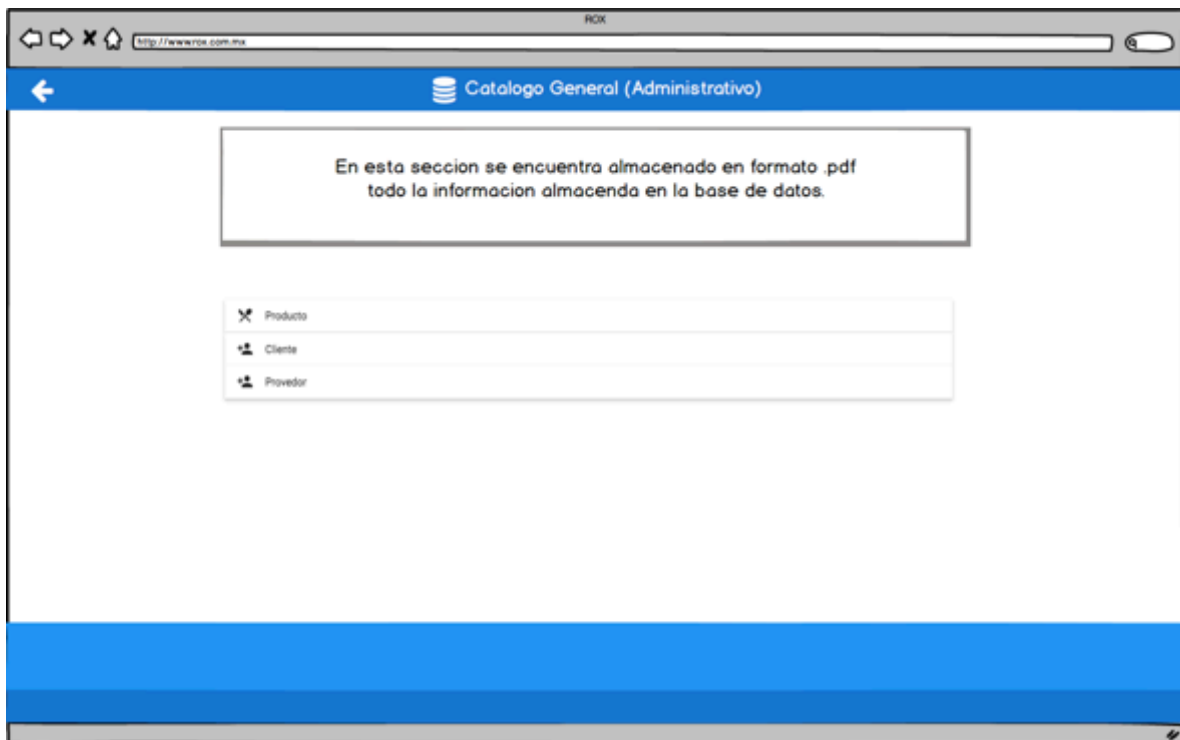 ROX
http://www.rox.com.mx
Catalogo General (Administrativo)
En esta seccion se encuentra almacenado en formato .pdf
todo la informacion almacenda en la base de datos.
Producto
Cliente
Provedor